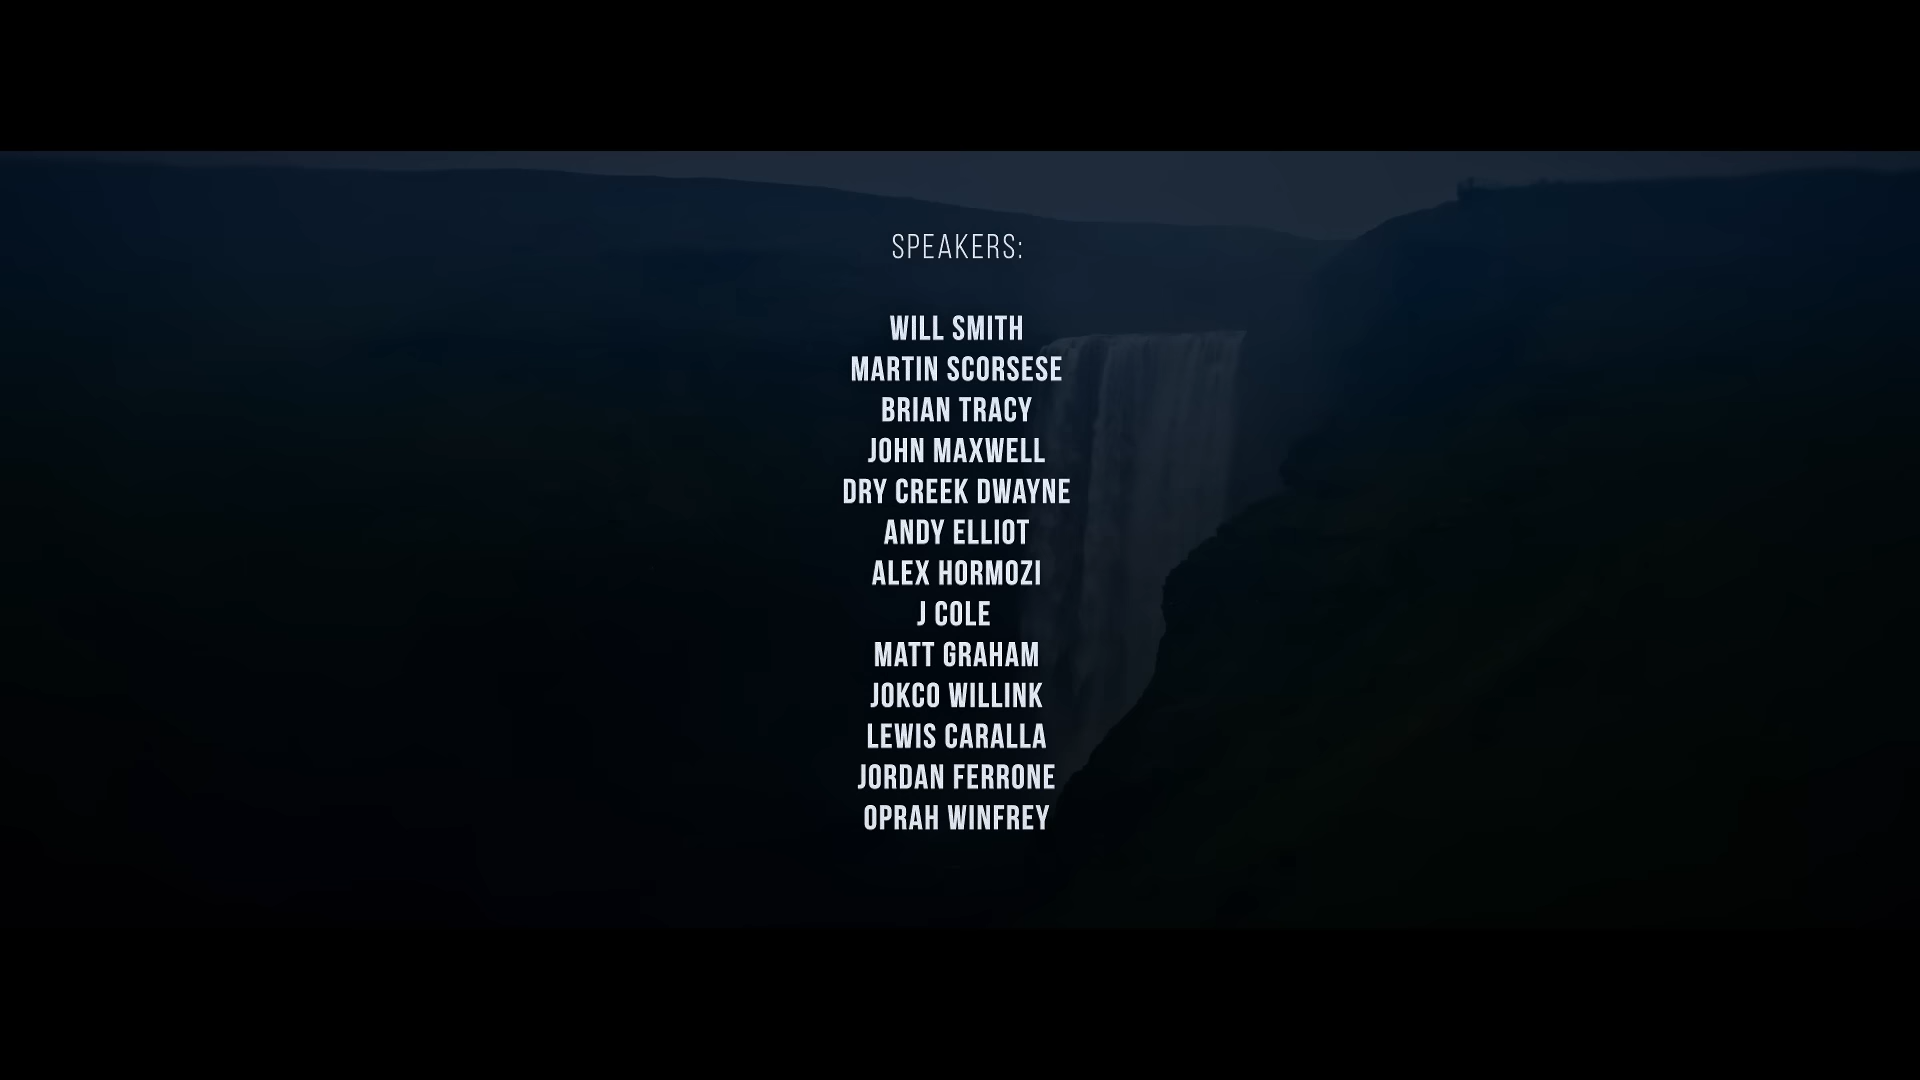 SPEAKERS:
WILL SMITH
MARTIN SCORSESE
BRIAN TRACY
JOHN MAXWELL
DRY CREEK DWAYNE
ANDY ELLIOT
ALEX HORMOZI
J COLE
MATT GRAHAM
JOKCO WILLINK
LEWIS CARALLA
JORDAN FERRONE
OPRAH WINFREY